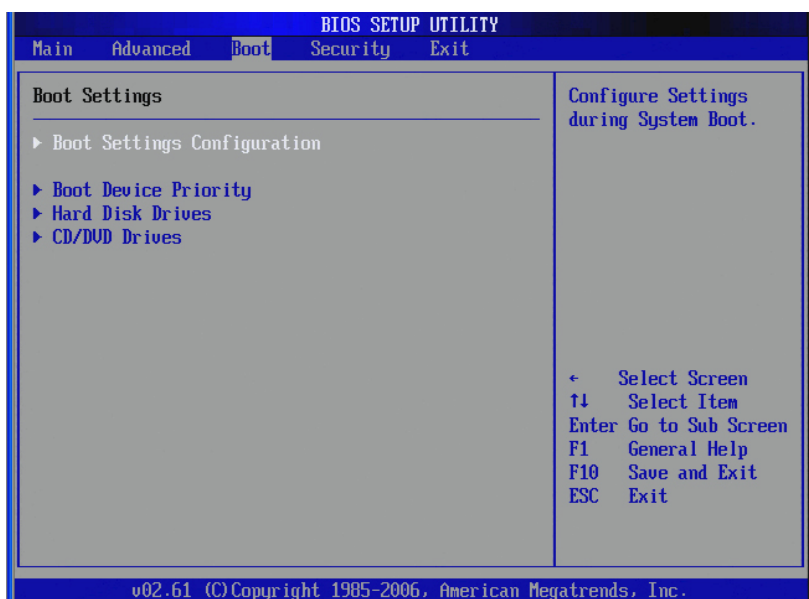 BIOS SETUP UTILITY
Main Advanced Boot Security Exit
Boot Settings
▶ Boot Settings Configuration
▶ Boot Device Priority
▶ Hard Disk Drives
▶ CD/DVD Drives
Configure Settings
during System Boot.
← Select Screen
↑↓ Select Item
Enter Go to Sub Screen
F1 General Help
F10 Save and Exit
ESC Exit
v02.61 (C)Copyright 1985-2006, American Megatrends, Inc.